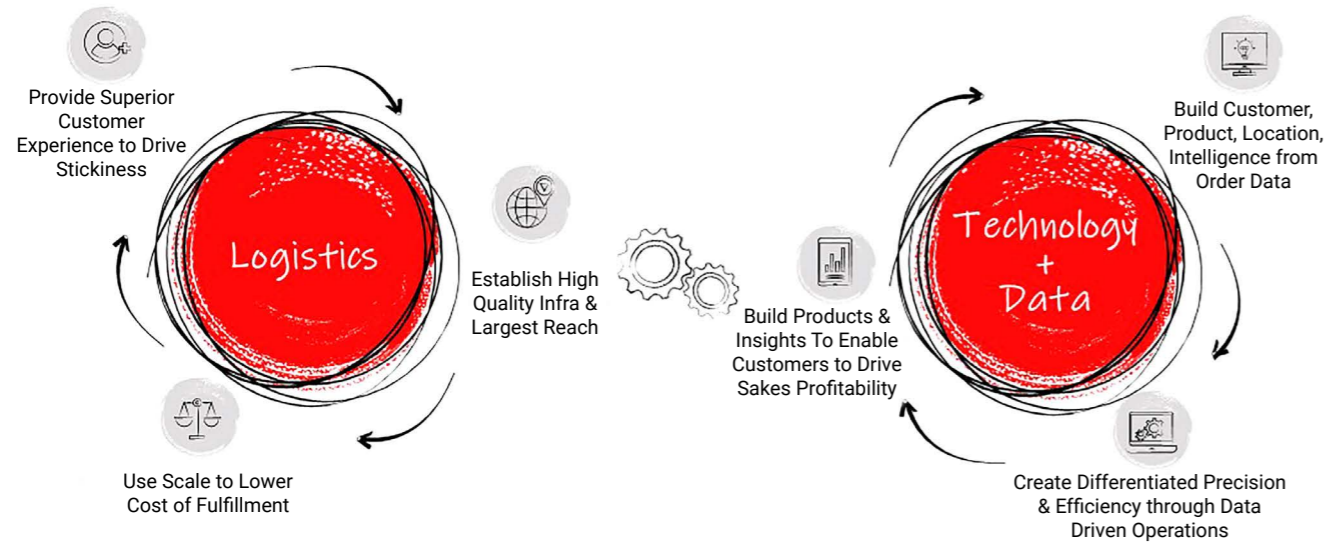 Provide Superior
Customer
Experience to Drive
Stickiness
Logistics
Establish High
Quality Infra &
Largest Reach
Use Scale to Lower
Cost of Fulfillment
Build Customer,
Product, Location,
Intelligence from
Order Data
Technology
+
Data
Build Products &
Insights To Enable
Customers to Drive
Sakes Profitability
Create Differentiated Precision
& Efficiency through Data
Driven Operations